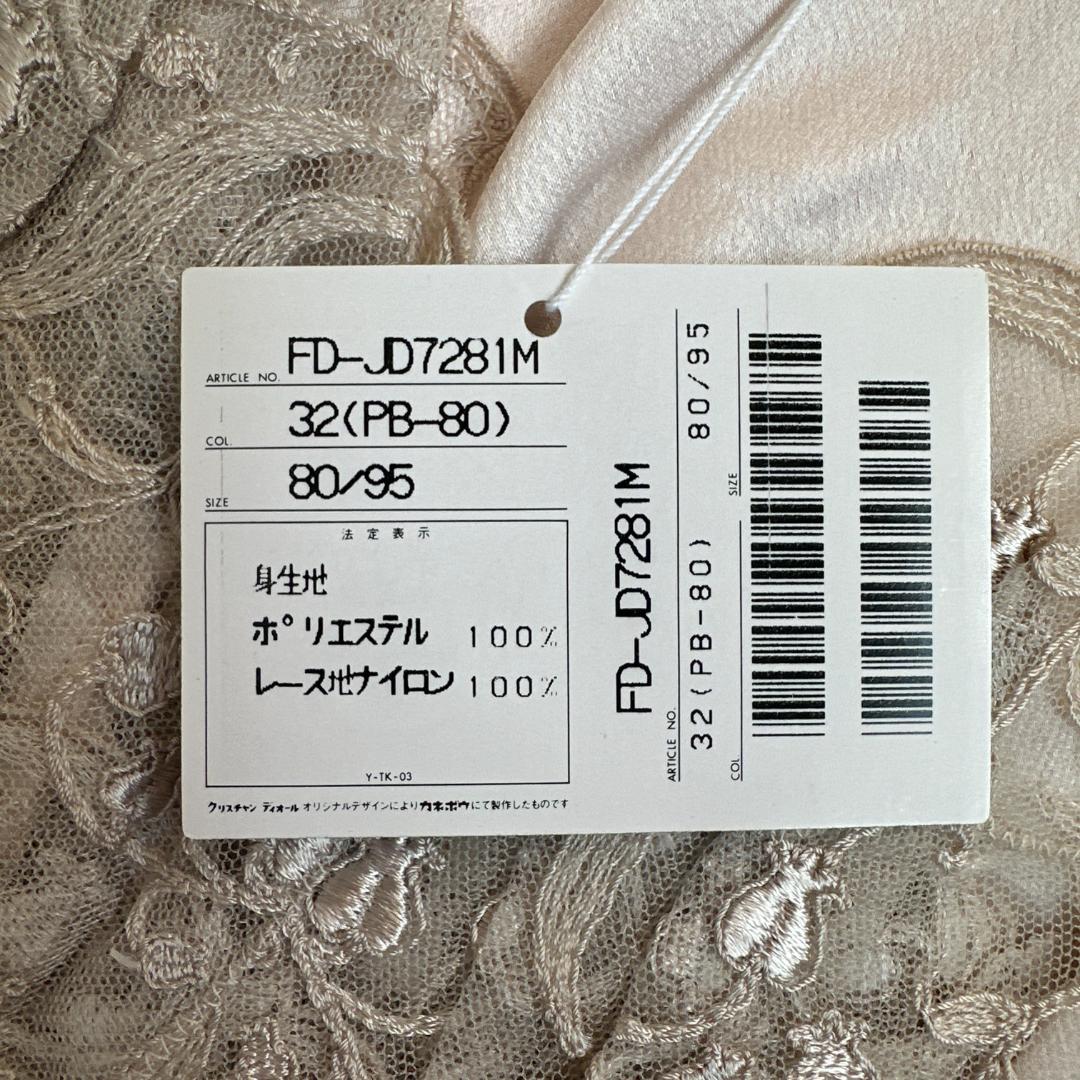 ARTICLE NO. FD-JD7281M
COL. 32(PB-80)
SIZE 80/95
法定表示
身生地
ポリエステル 100%
レース地ナイロン 100%
Y-TK-03
クリスチャン ディオール オリジナルデザインによりカネボウにて製作したものです
ARTICLE NO. FD-JD7281M
COL. 32(PB-80)
SIZE 80/95